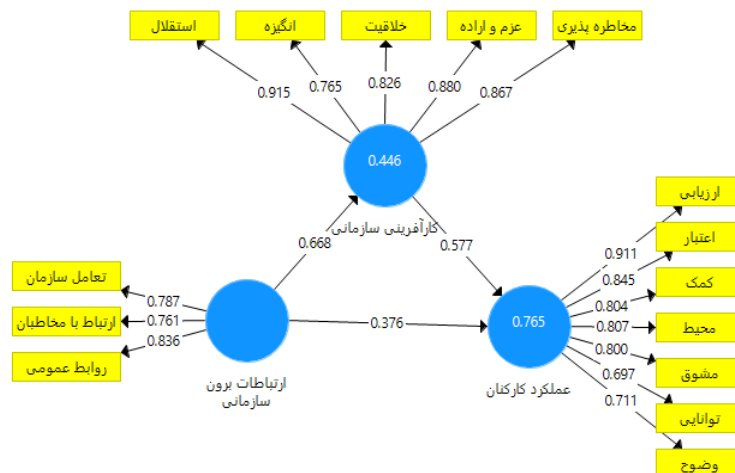 استقلال
انگیزه
خلاقیت
عزم و اراده
مخاطره پذیری
0.915
0.765
0.826
0.880
0.867
0.446
کارآفرینی سازمانی
0.668
0.577
تعامل سازمان
ارتباط با مخاطبان
روابط عمومی
0.787
0.761
0.836
ارتباطات برون
سازمانی
0.376
0.765
عملکرد کارکنان
0.911
0.845
0.804
0.807
0.800
0.697
0.711
ارزیابی
اعتبار
کمک
محیط
مشوق
توانایی
وضوح